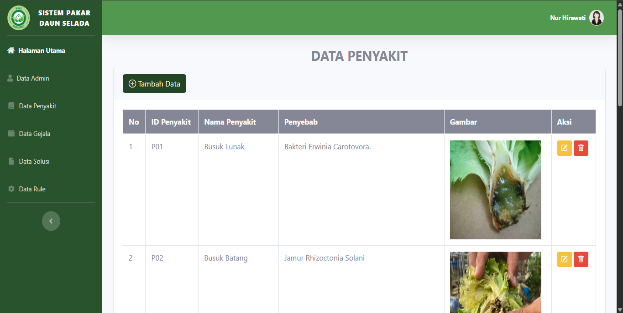 SISTEM PAKAR
DAUN SELADA
Nur Hirawati
Halaman Utama
Data Admin
Data Penyakit
Data Gejala
Data Solusi
Data Rule
DATA PENYAKIT
Tambah Data
No ID Penyakit Nama Penyakit Penyebab Gambar Aksi
1 P01 Busuk Lunak Bakteri Erwinia Carotovora.
2 P02 Busuk Batang Jamur Rhizoctonia Solani